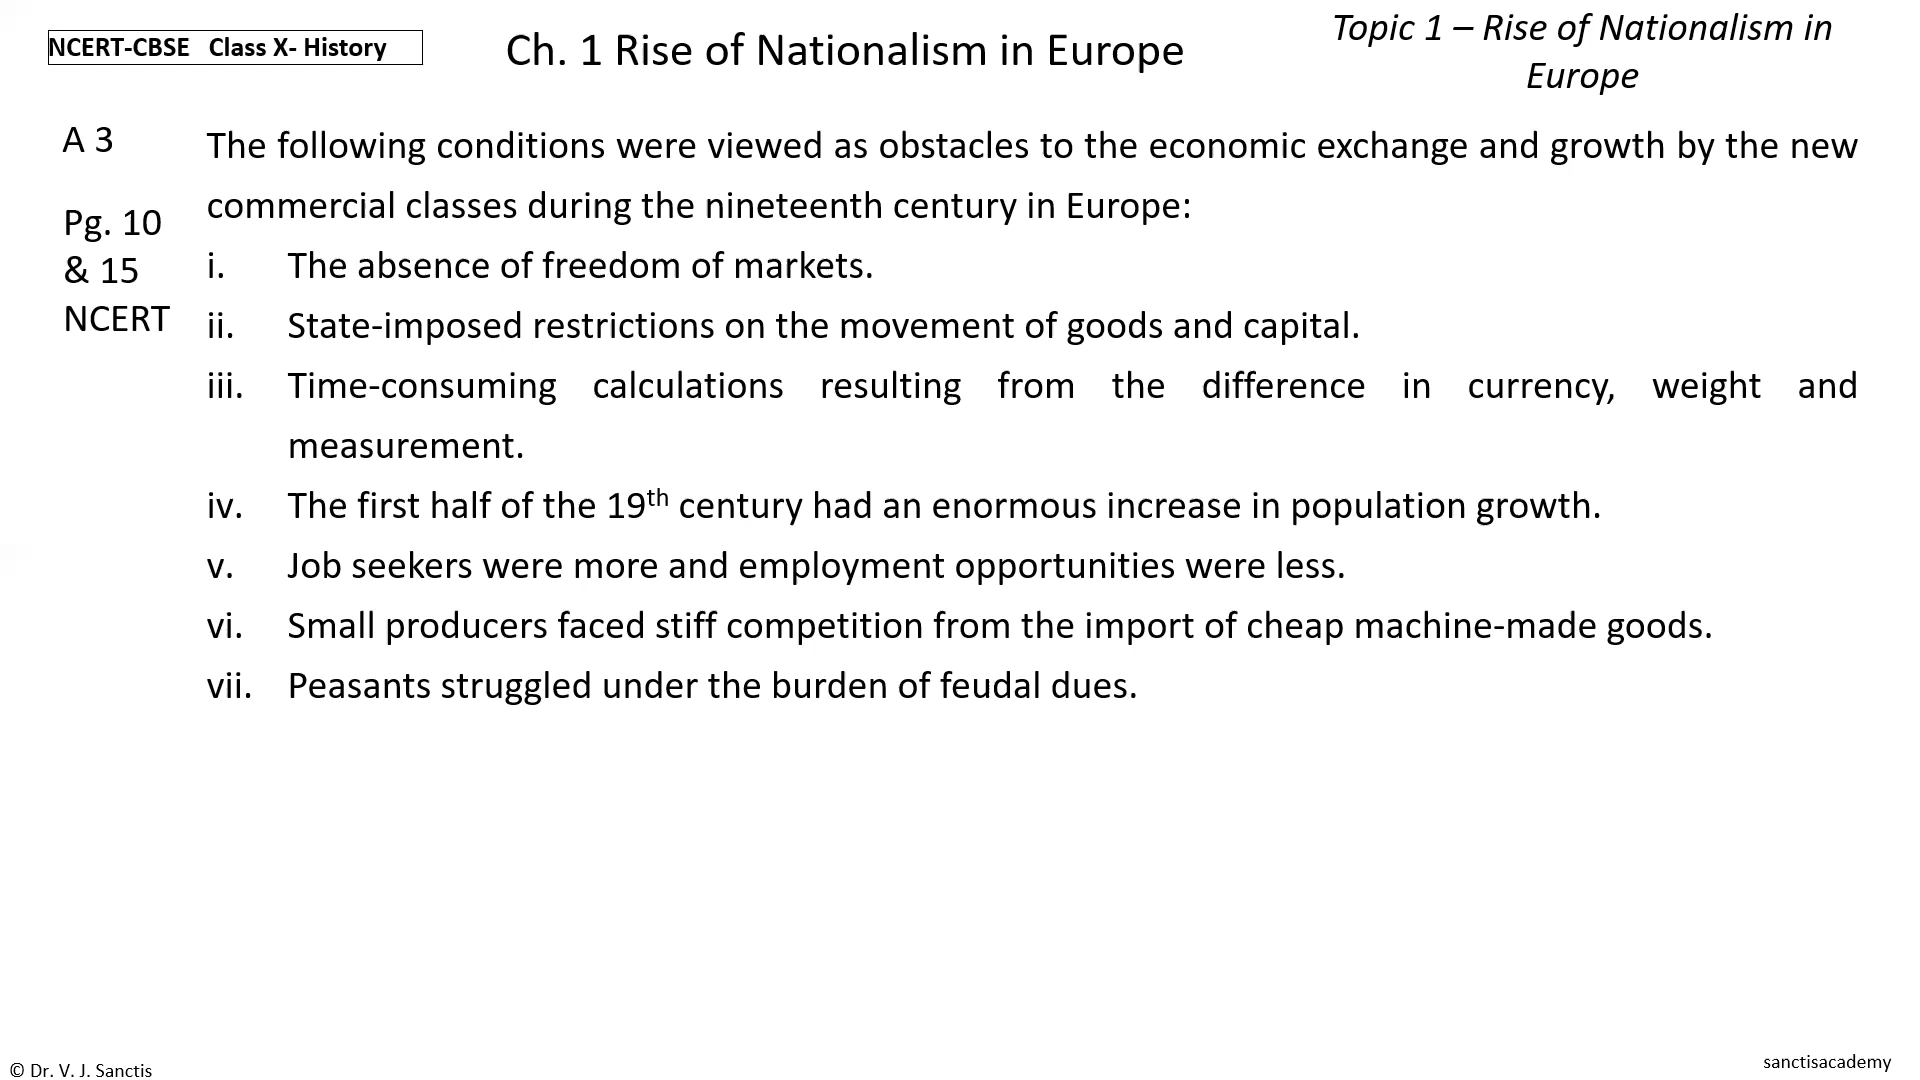 NCERT-CBSE Class X- History
Ch. 1 Rise of Nationalism in Europe
Topic 1 – Rise of Nationalism in
Europe
A 3
Pg. 10
& 15
NCERT
The following conditions were viewed as obstacles to the economic exchange and growth by the new
commercial classes during the nineteenth century in Europe:
i. The absence of freedom of markets.
ii. State-imposed restrictions on the movement of goods and capital.
iii. Time-consuming calculations resulting from the difference in currency, weight and
measurement.
iv. The first half of the 19th century had an enormous increase in population growth.
v. Job seekers were more and employment opportunities were less.
vi. Small producers faced stiff competition from the import of cheap machine-made goods.
vii. Peasants struggled under the burden of feudal dues.
© Dr. V. J. Sanctis
sanctisacademy